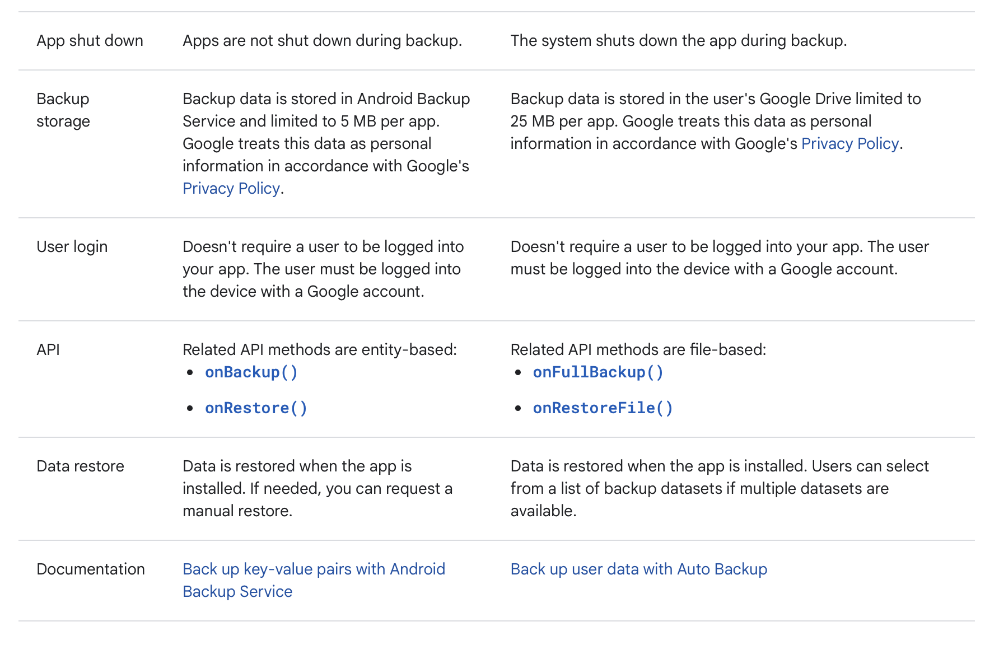 App shut down
Apps are not shut down during backup.
The system shuts down the app during backup.
Backup
storage
Backup data is stored in Android Backup
Service and limited to 5 MB per app.
Google treats this data as personal
information in accordance with Google's
Privacy Policy.
Backup data is stored in the user's Google Drive limited to
25 MB per app. Google treats this data as personal
information in accordance with Google's Privacy Policy.
User login
Doesn't require a user to be logged into
your app. The user must be logged into
the device with a Google account.
Doesn't require a user to be logged into your app. The user
must be logged into the device with a Google account.
API
Related API methods are entity-based:
• onBackup()
• onRestore()
Related API methods are file-based:
• onFullBackup()
• onRestoreFile()
Data restore
Data is restored when the app is
installed. If needed, you can request a
manual restore.
Data is restored when the app is installed. Users can select
from a list of backup datasets if multiple datasets are
available.
Documentation
Back up key-value pairs with Android
Backup Service
Back up user data with Auto Backup